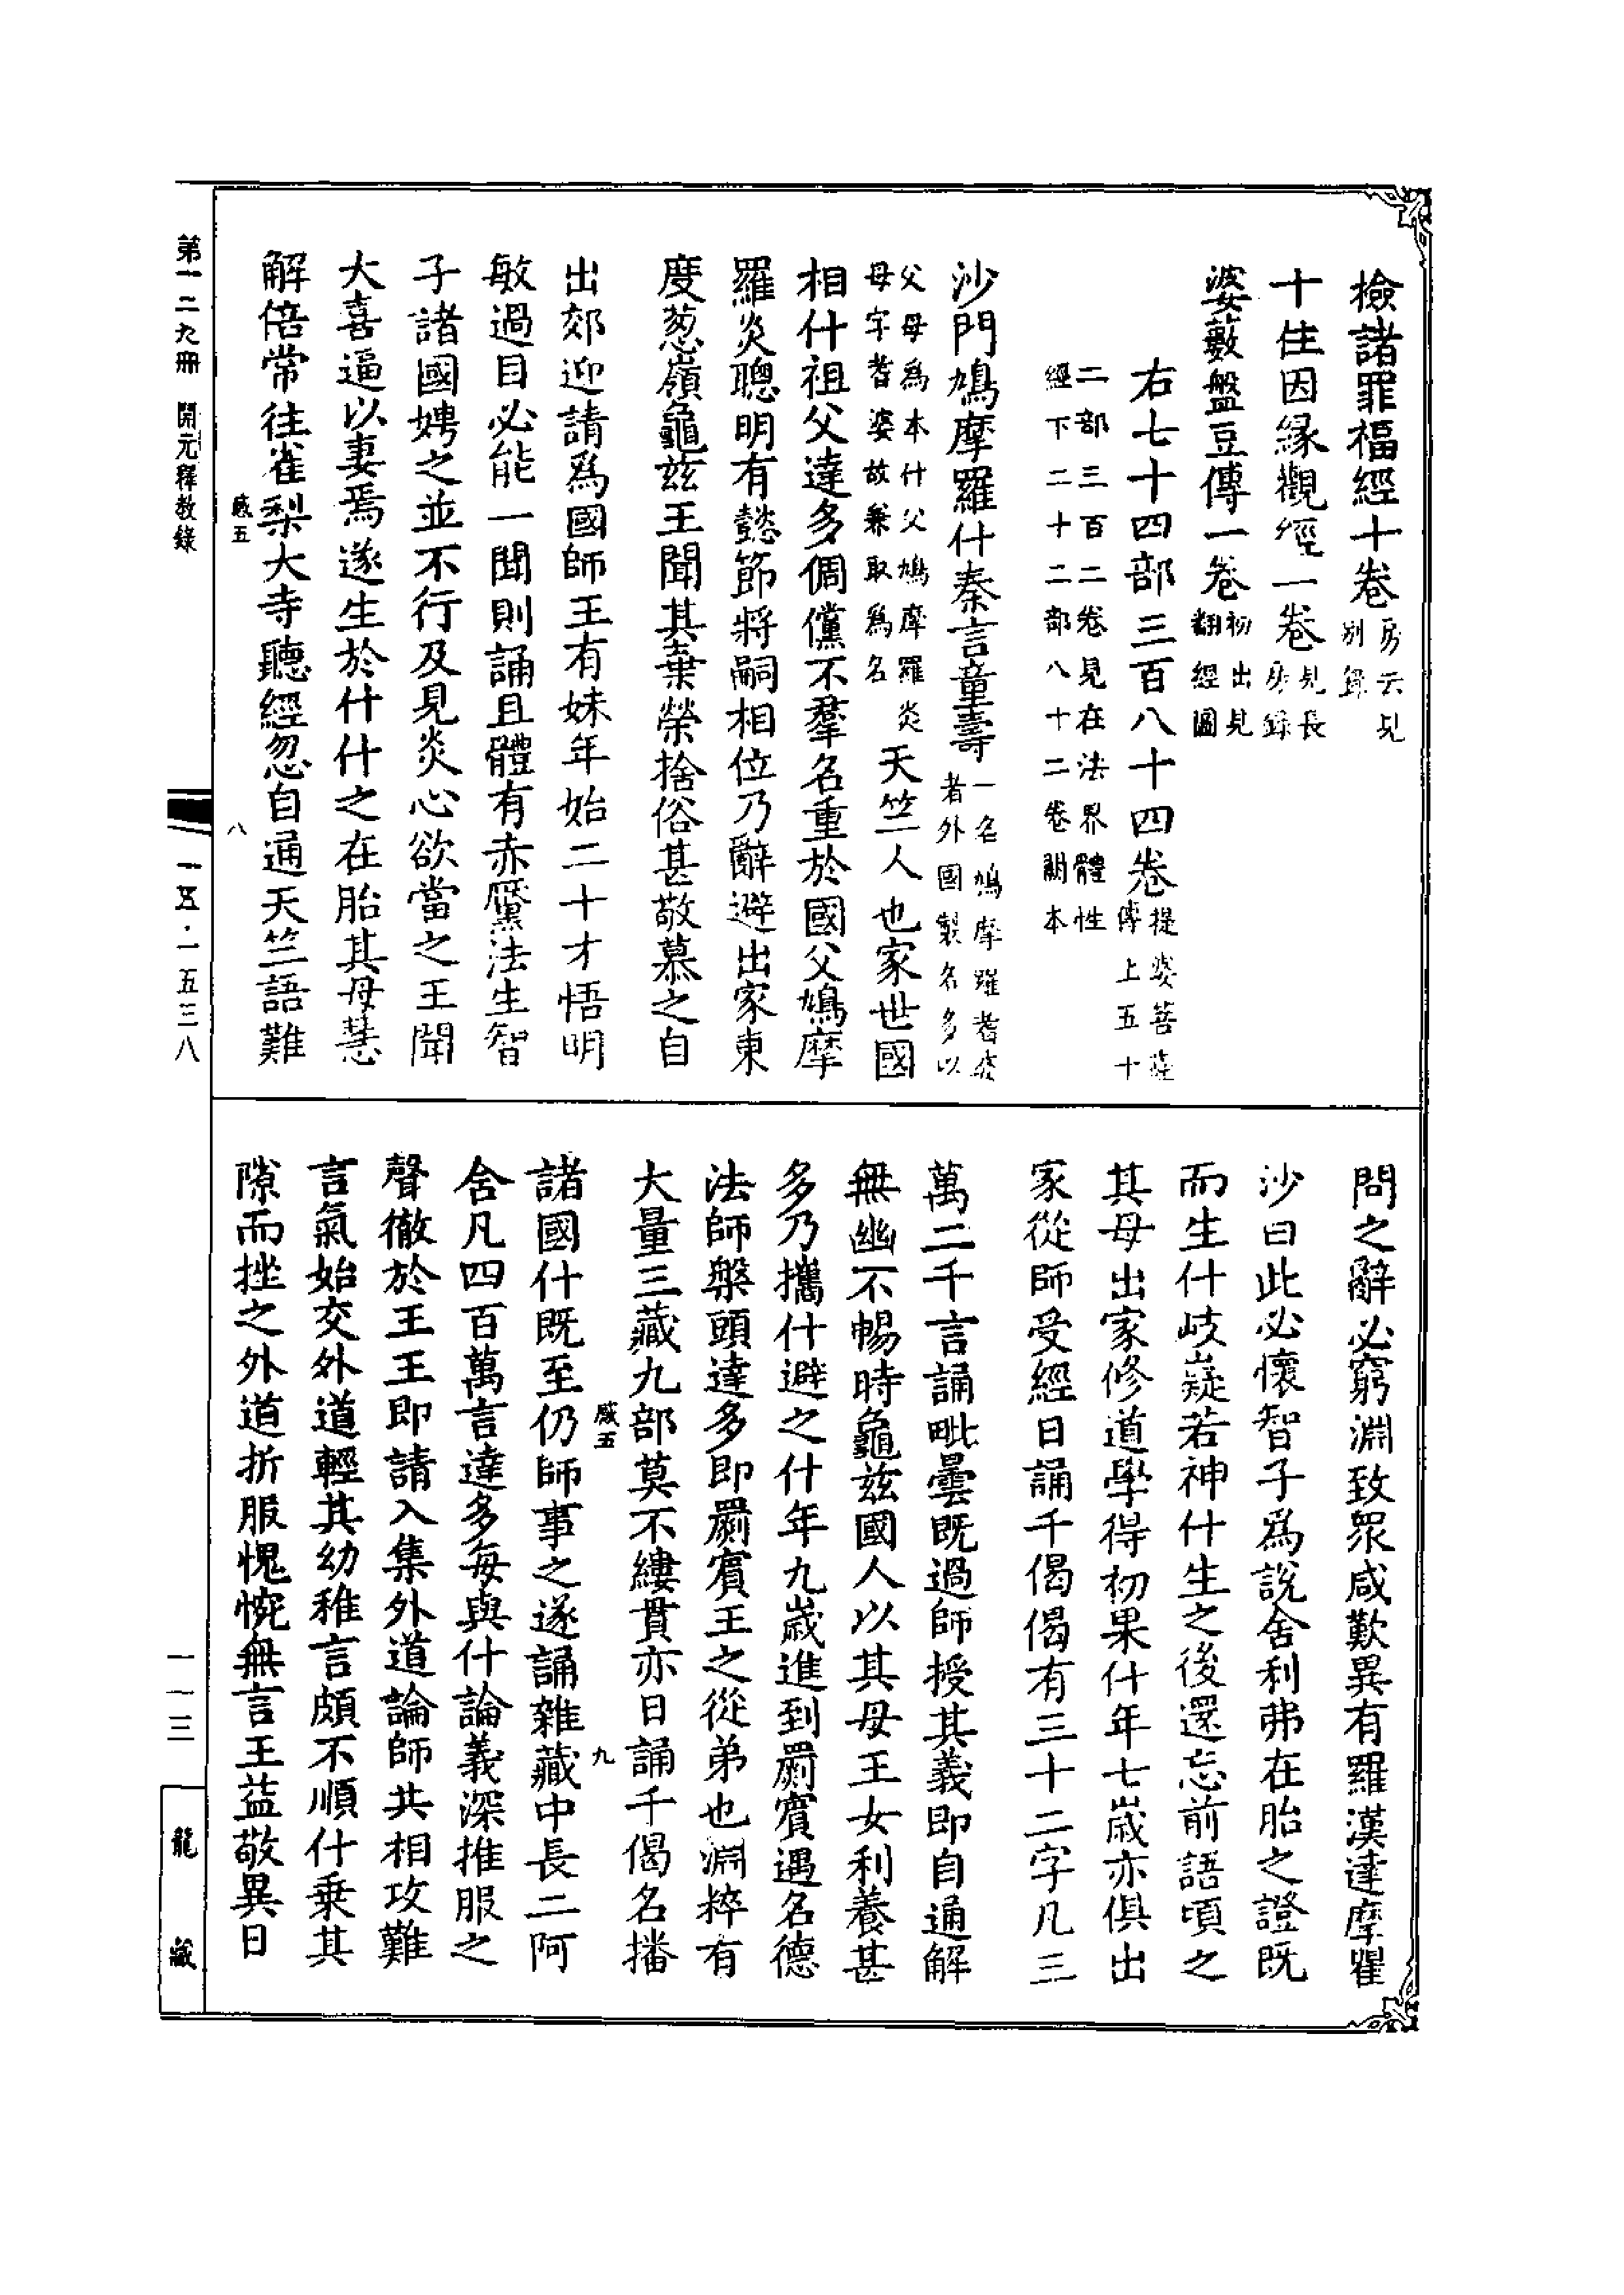 撿諸罪福經十卷房云見別録
十住因縁觀經一卷見長房録
婆藪盤豆傳一卷初出見翻經圖
右七十四部三百八十四卷提婆菩薩傳上五十
二部三百二卷見在法界體性經下二十二部八十二卷闕本
沙門鳩摩羅什秦言童壽一名鳩摩羅耆婆者外國製名多以
父母爲本什父鳩摩羅炎母字耆婆故兼取爲名天竺人也家世國
相什祖父達多倜儻不羣名重於國父鳩摩
羅炎聰明有懿節將嗣相位乃辭避出家東
度葱嶺龜兹王聞其棄榮捨俗甚敬慕之自
出郊迎請爲國師王有妹年始二十才悟明
敏過目必能一聞則誦且體有赤黶法生智
子諸國娉之並不行及見炎心欲當之王聞
大喜逼以妻焉遂生於什什之在胎其母慧
解倍常往雀梨大寺聽經忽自通天竺語難
問之辭必窮淵致衆咸歎異有羅漢達摩瞿
沙曰此必懷智子爲説舍利弗在胎之證既
而生什岐嶷若神什生之後還忘前語頃之
其母出家修道學得初果什年七歲亦俱出
家從師受經日誦千偈偈有三十二字凡三
萬二千言誦毗曇既過師授其義即自通解
無幽不暢時龜兹國人以其母王女利養甚
多乃攜什避之什年九歲進到罽賓遇名德
法師槃頭達多即罽賓王之從弟也淵粹有
大量三藏九部莫不縷貫亦日誦千偈名播
諸國什既至仍師事之遂誦雜藏中長二阿
含凡四百萬言達多每與什論義深推服之
聲徹於王王即請入集外道論師共相攻難
言氣始交外道輕其幼稚言頗不順什乘其
隙而挫之外道折服愧惋無言王益敬異日
第一二九冊 開元釋教錄
感五
八
一五·一五三八
感五
九
一一三
龍藏